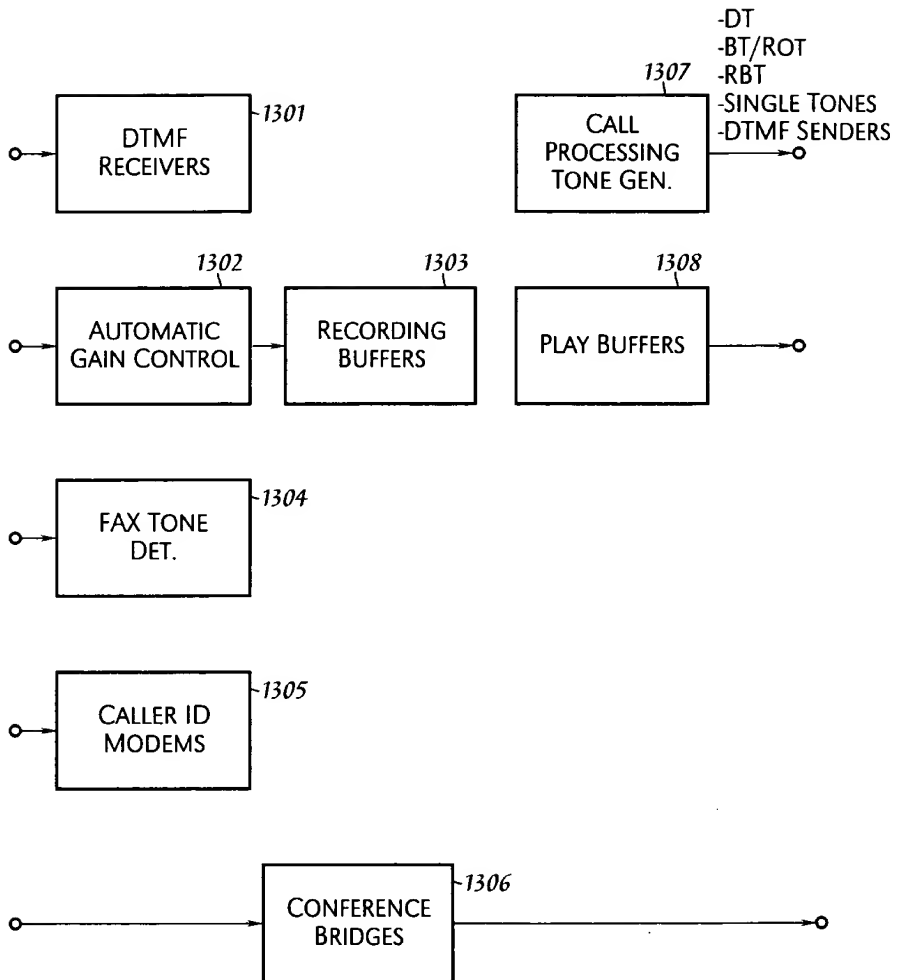 -DT
-BT/ROT
-RBT
-SINGLE TONES
-DTMF SENDERS
1301
DTMF
RECEIVERS
1307
CALL
PROCESSING
TONE GEN.
1302
AUTOMATIC
GAIN CONTROL
1303
RECORDING
BUFFERS
1308
PLAY BUFFERS
1304
FAX TONE
DET.
1305
CALLER ID
MODEMS
1306
CONFERENCE
BRIDGES